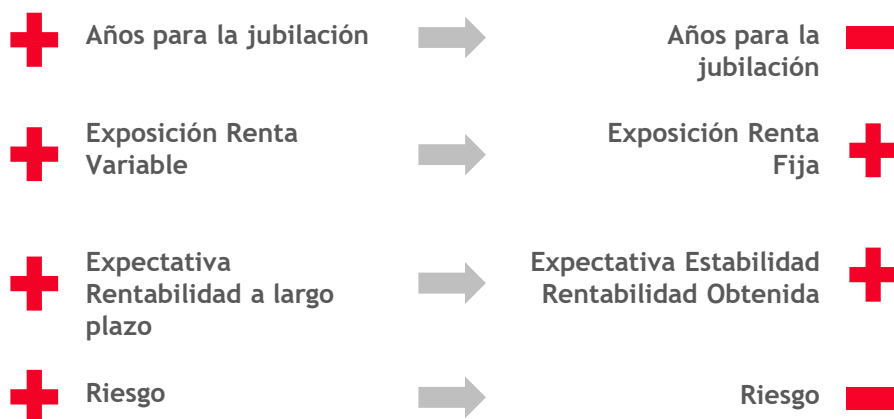 Años para la jubilación
Años para la
jubilación
Exposición Renta
Variable
Exposición Renta
Fija
Expectativa
Rentabilidad a largo
plazo
Expectativa Estabilidad
Rentabilidad Obtenida
Riesgo
Riesgo